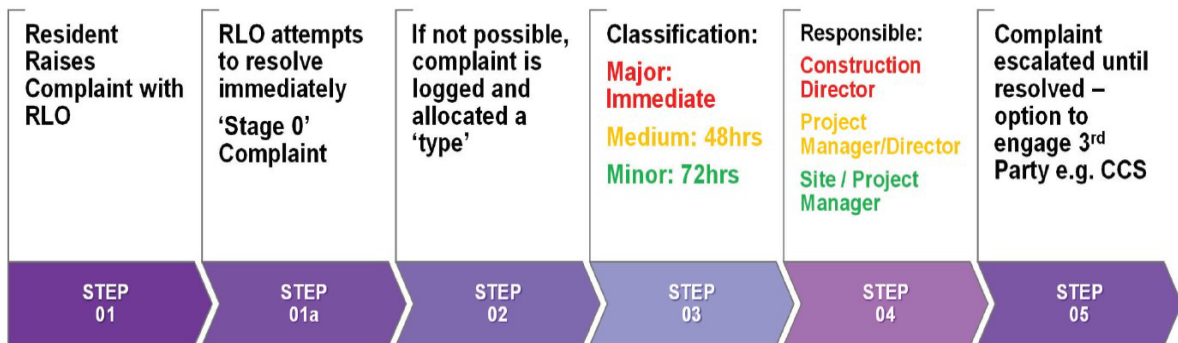 Resident
Raises
Complaint with
RLO
RLO attempts
to resolve
immediately
‘Stage 0’
Complaint
If not possible,
complaint is
logged and
allocated a
‘type’
Classification:
Major:
Immediate
Medium: 48hrs
Minor: 72hrs
Responsible:
Construction
Director
Project
Manager/Director
Site / Project
Manager
Complaint
escalated until
resolved –
option to
engage 3rd
Party e.g. CCS
STEP
01
STEP
01a
STEP
02
STEP
03
STEP
04
STEP
05